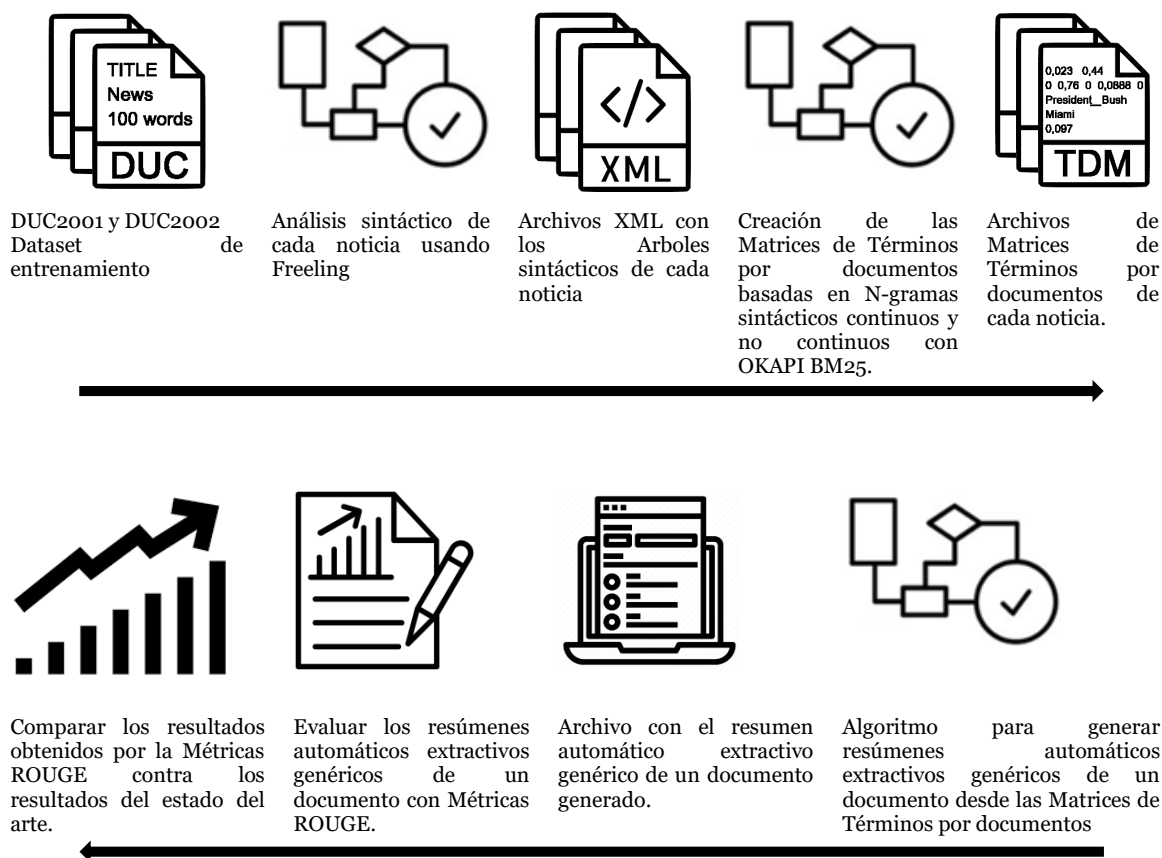 TITLE
News
100 words
DUC
XML
0,023 0,44
0 0,76 0 0,0888 0
President_Bush
Miami
0,097
TDM
DUC2001 y DUC2002
Dataset de
entrenamiento
Análisis sintáctico de
cada noticia usando
Freeling
Archivos XML con
los Arboles
sintácticos de cada
noticia
Creación de las
Matrices de Términos
por documentos
basadas en N-gramas
sintácticos continuos y
no continuos con
OKAPI BM25.
Archivos de
Matrices de
Términos por
documentos de
cada noticia.
Comparar los resultados
obtenidos por la Métricas
ROUGE contra los
resultados del estado del
arte.
Evaluar los resúmenes
automáticos extractivos
genéricos de un
documento con Métricas
ROUGE.
Archivo con el resumen
automático extractivo
genérico de un documento
generado.
Algoritmo para generar
resúmenes automáticos
extractivos genéricos de un
documento desde las Matrices de
Términos por documentos